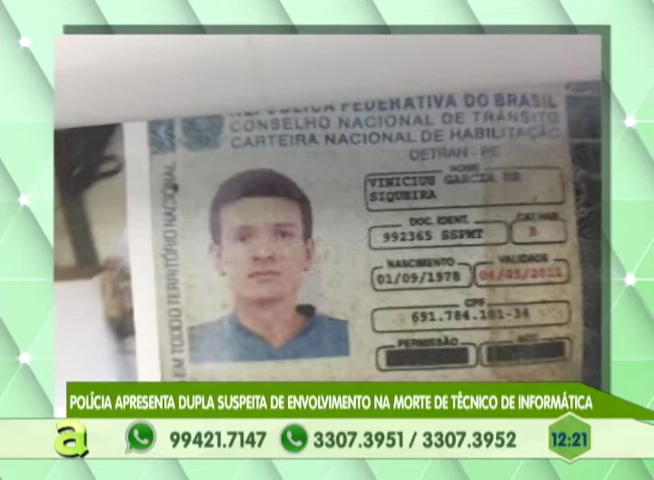 REPÚBLICA FEDERATIVA DO BRASIL
CONSELHO NACIONAL DE TRÂNSITO
CARTEIRA NACIONAL DE HABILITAÇÃO
DETRAN - PE
EM TODO O TERRITÓRIO NACIONAL
NOME
VINICIUS GARCIA DE
SIQUEIRA
DOC. IDENT. CAT. HAB.
992365 SSPMT B
NASCIMENTO VALIDADE
01/09/1978 04/05/2011
CPF
691.784.101-34
PERMISSÃO ACC
POLÍCIA APRESENTA DUPLA SUSPEITA DE ENVOLVIMENTO NA MORTE DE TÉCNICO DE INFORMÁTICA
a 99421.7147 3307.3951 / 3307.3952 12:21